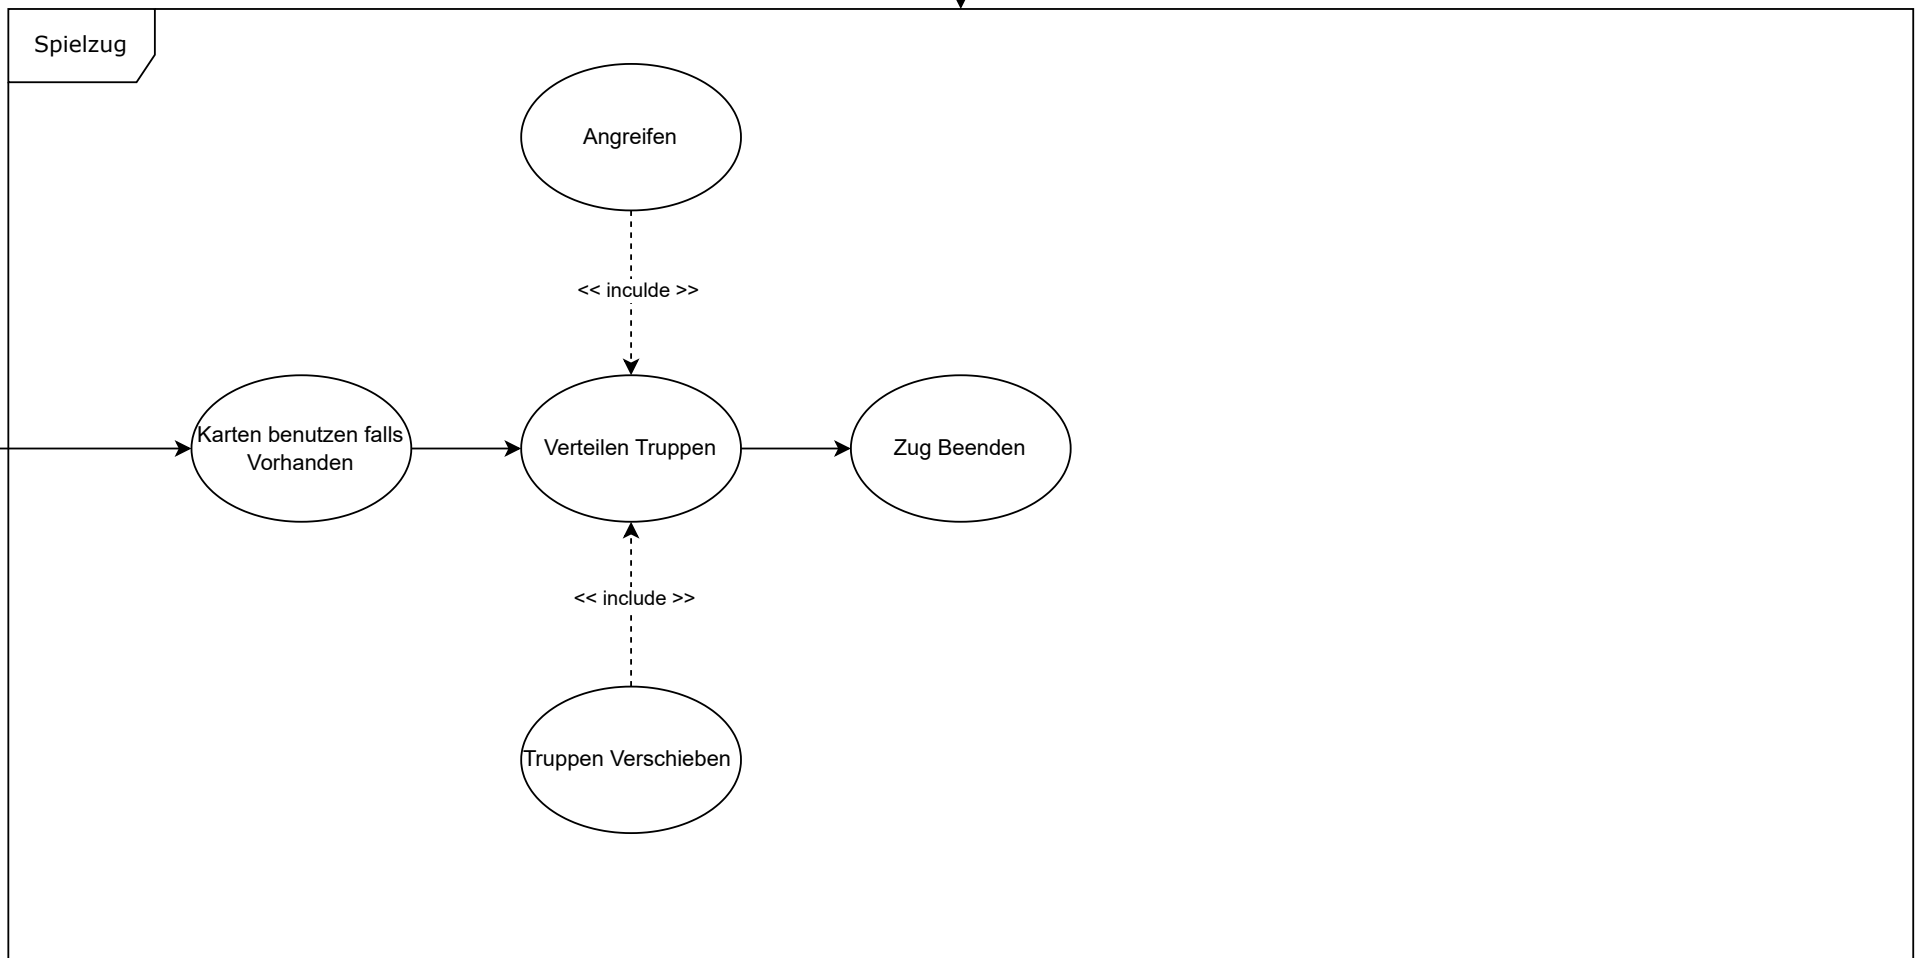 Spielzug
Angreifen
<< inculde >>
Karten benutzen falls
Vorhanden
Verteilen Truppen
Zug Beenden
<< include >>
Truppen Verschieben